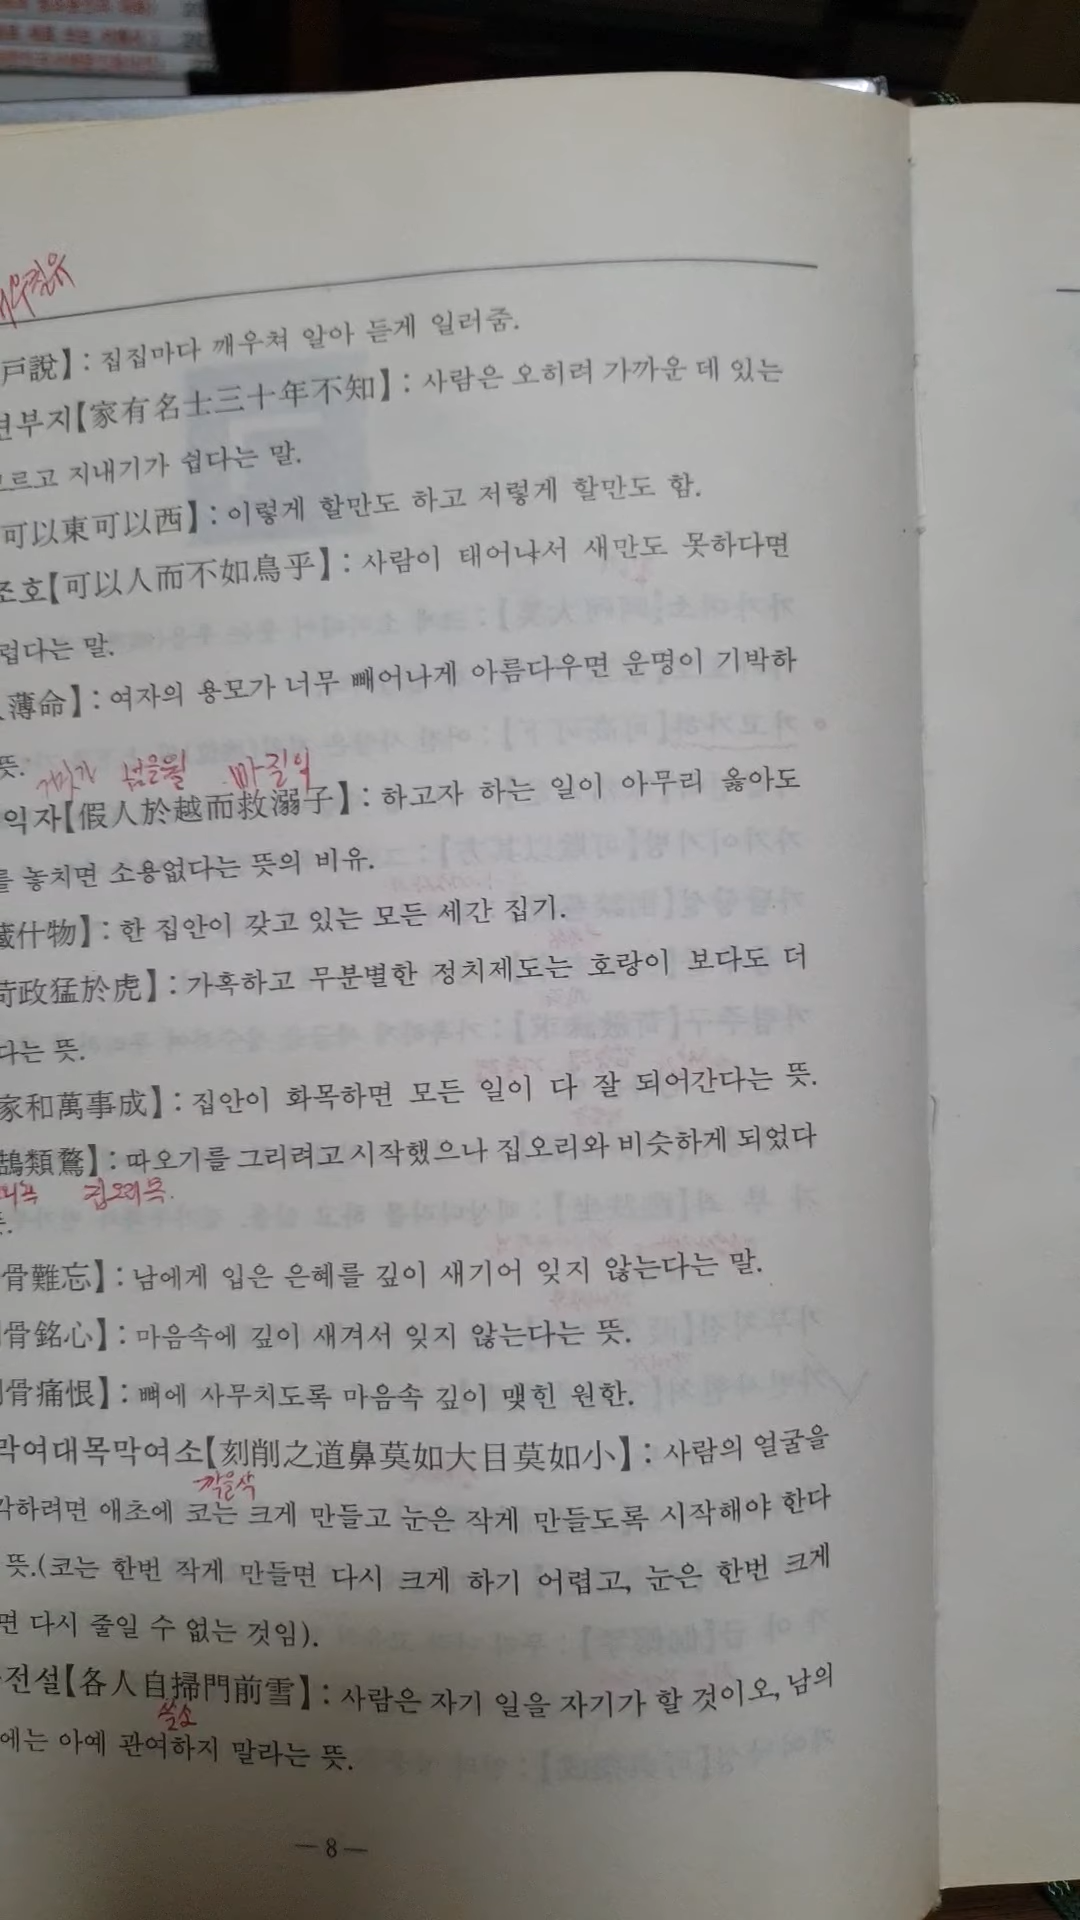 戶說】: 집집마다 깨우쳐 알아 듣게 일러줌.
년부지【家有名士三十年不知】: 사람은 오히려 가까운 데 있는
모르고 지내기가 쉽다는 말.
可以東可以西】: 이렇게 할만도 하고 저렇게 할만도 함.
조호【可以人而不如鳥乎】: 사람이 태어나서 새만도 못하다면
럽다는 말.
薄命】: 여자의 용모가 너무 빼어나게 아름다우면 운명이 기박하
뜻.
거짓가 넘을월 빠질익
익자【假人於越而救溺子】: 하고자 하는 일이 아무리 옳아도
를 놓치면 소용없다는 뜻의 비유.
藏什物】: 한 집안이 갖고 있는 모든 세간 집기.
苛政猛於虎】: 가혹하고 무분별한 정치제도는 호랑이 보다도 더
다는 뜻.
家和萬事成】: 집안이 화목하면 모든 일이 다 잘 되어간다는 뜻.
鵠類鶩】: 따오기를 그리려고 시작했으나 집오리와 비슷하게 되었다
집오리목.
骨難忘】: 남에게 입은 은혜를 깊이 새기어 잊지 않는다는 말.
骨銘心】: 마음속에 깊이 새겨서 잊지 않는다는 뜻.
骨痛恨】: 뼈에 사무치도록 마음속 깊이 맺힌 원한.
막여대목막여소【刻削之道鼻莫如大目莫如小】: 사람의 얼굴을
깍을삭
각하려면 애초에 코는 크게 만들고 눈은 작게 만들도록 시작해야 한다
뜻.(코는 한번 작게 만들면 다시 크게 하기 어렵고, 눈은 한번 크게
면 다시 줄일 수 없는 것임).
전설【各人自掃門前雪】: 사람은 자기 일을 자기가 할 것이오, 남의
쓸소
에는 아예 관여하지 말라는 뜻.
—8—